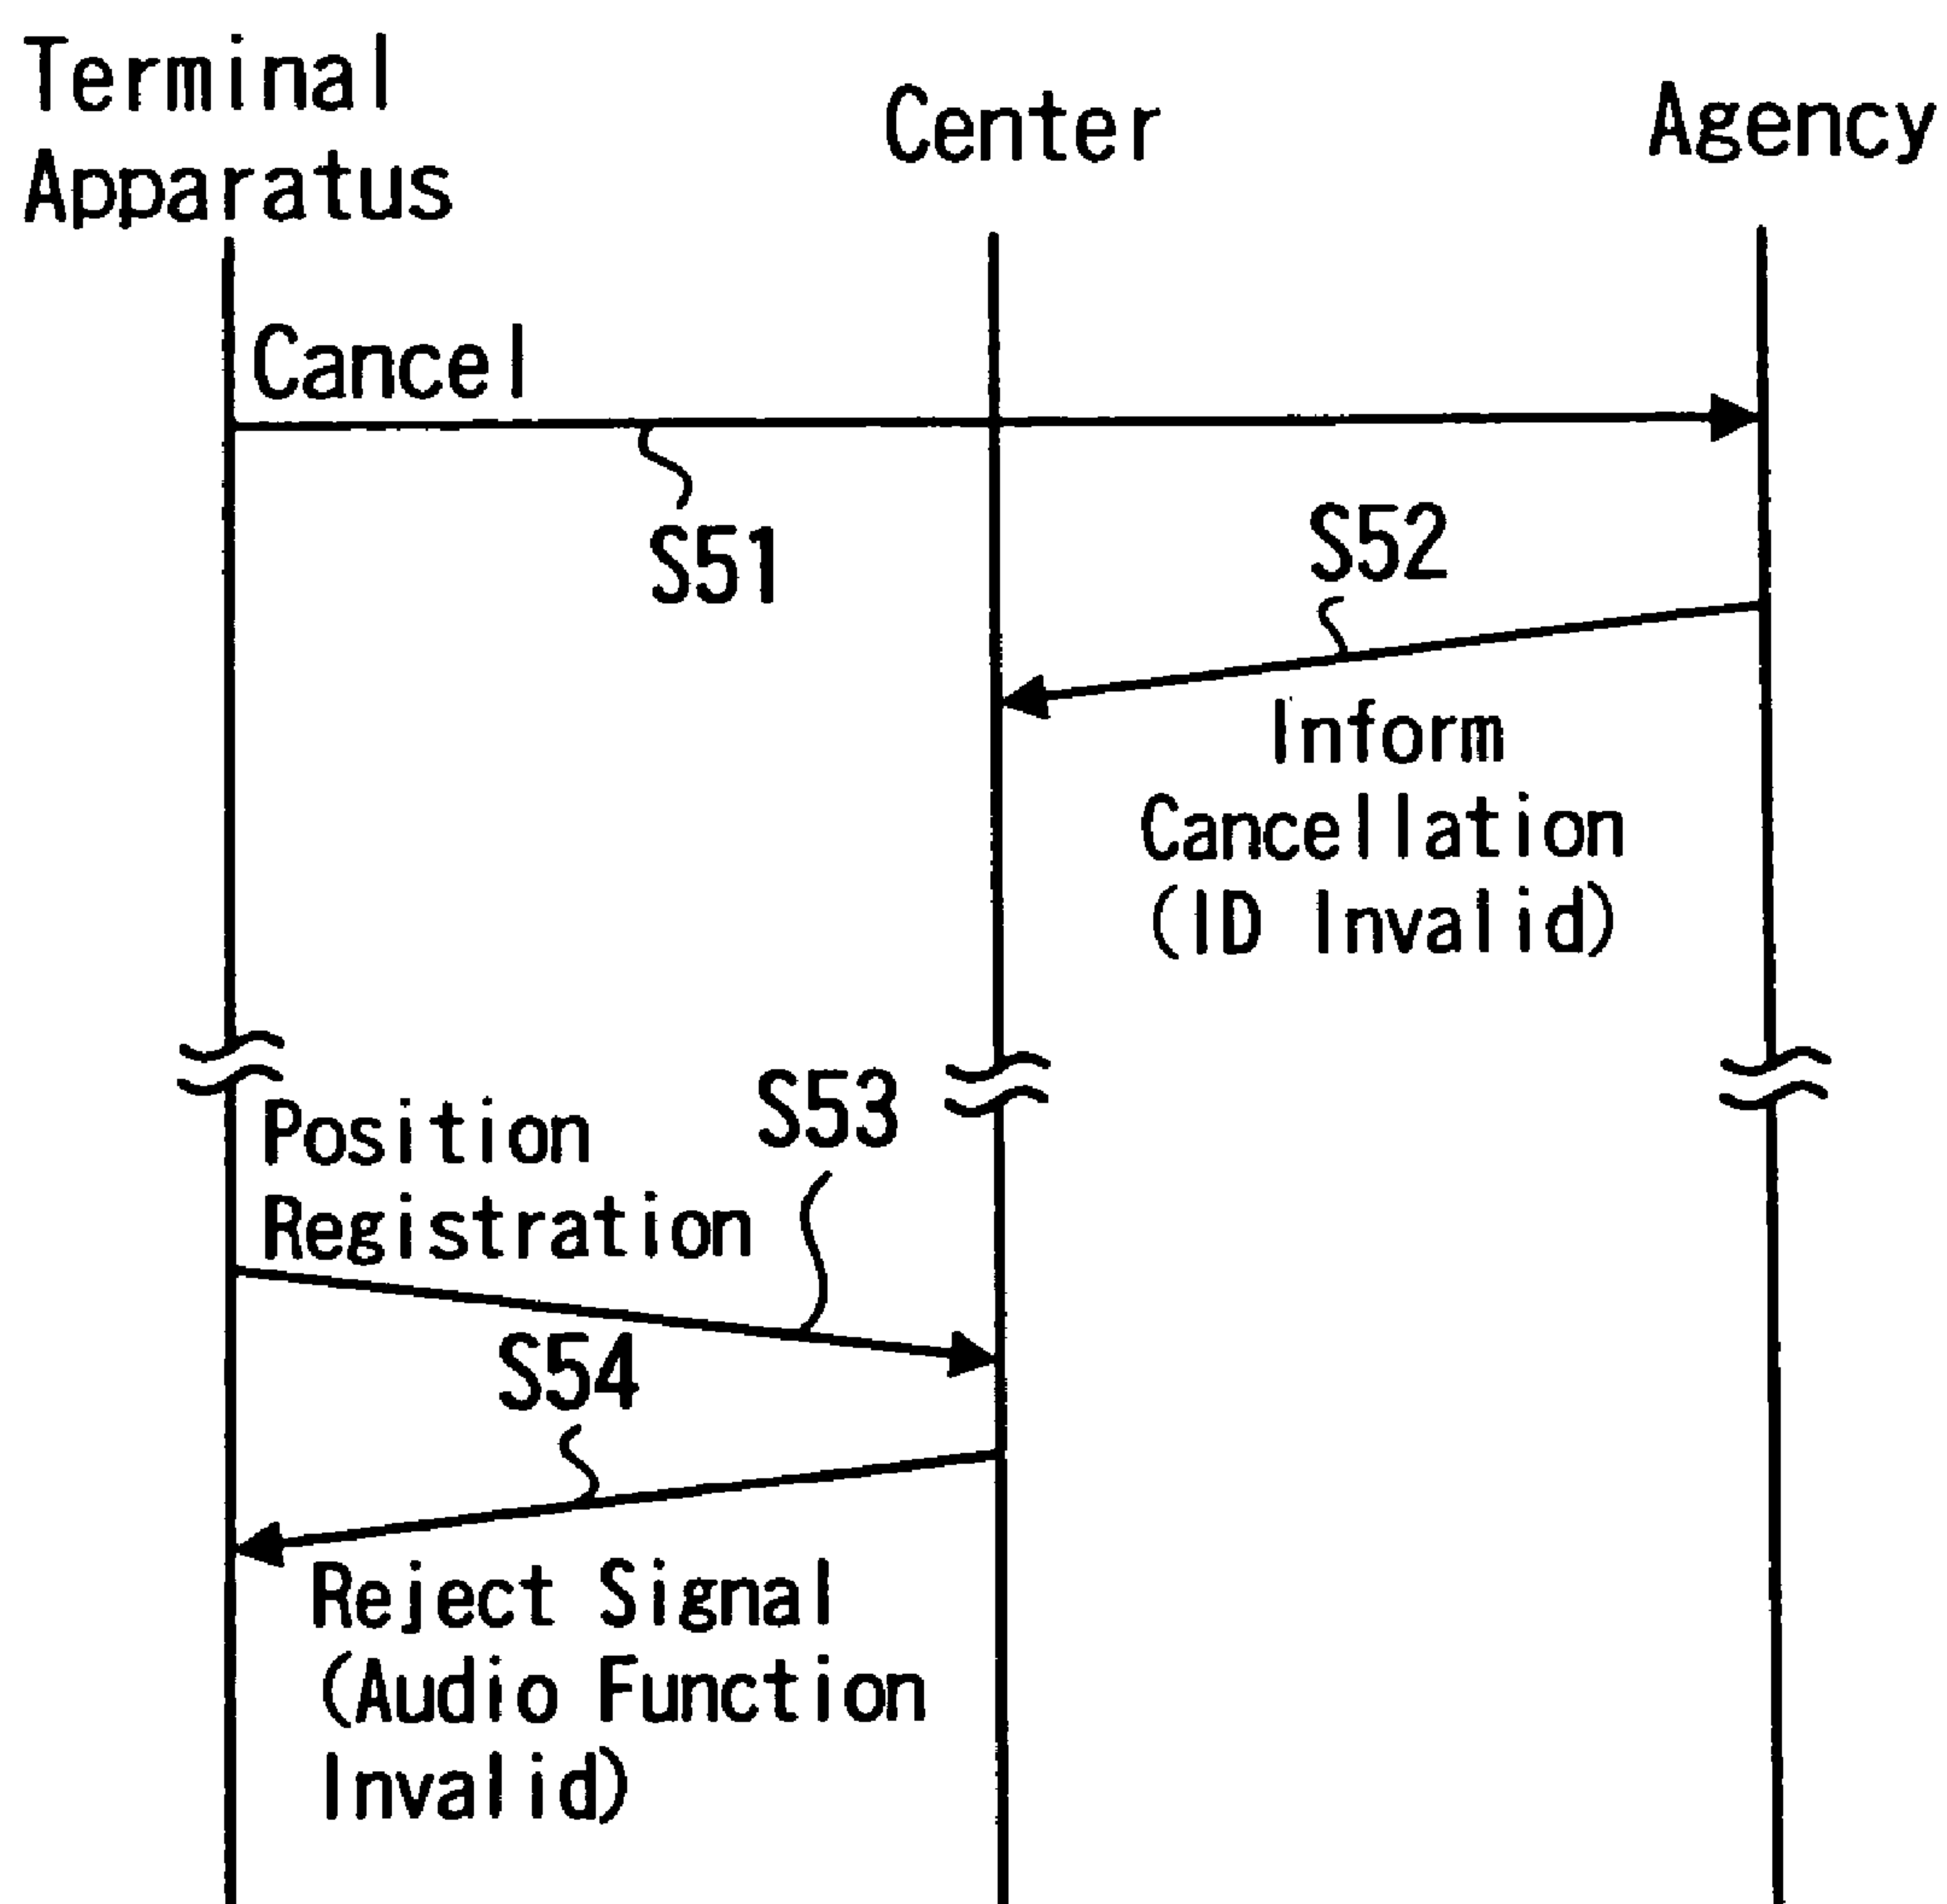 Terminal
Apparatus
Center
Agency
Cancel
S51
S52
Inform
Cancellation
(ID Invalid)
S53
Position
Registration
S54
Reject Signal
(Audio Function
Invalid)